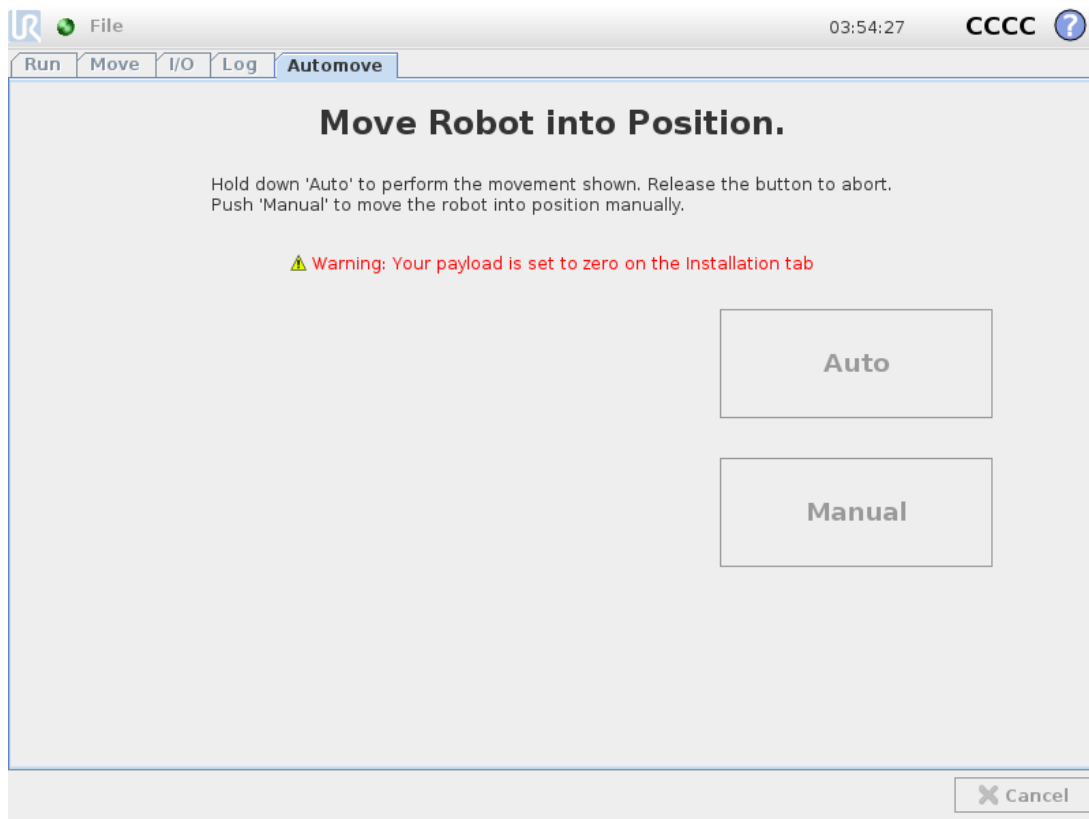 UR File 03:54:27 CCCC ?
Run Move I/O Log Automove
Move Robot into Position.
Hold down 'Auto' to perform the movement shown. Release the button to abort.
Push 'Manual' to move the robot into position manually.
Warning: Your payload is set to zero on the Installation tab
Auto
Manual
Cancel